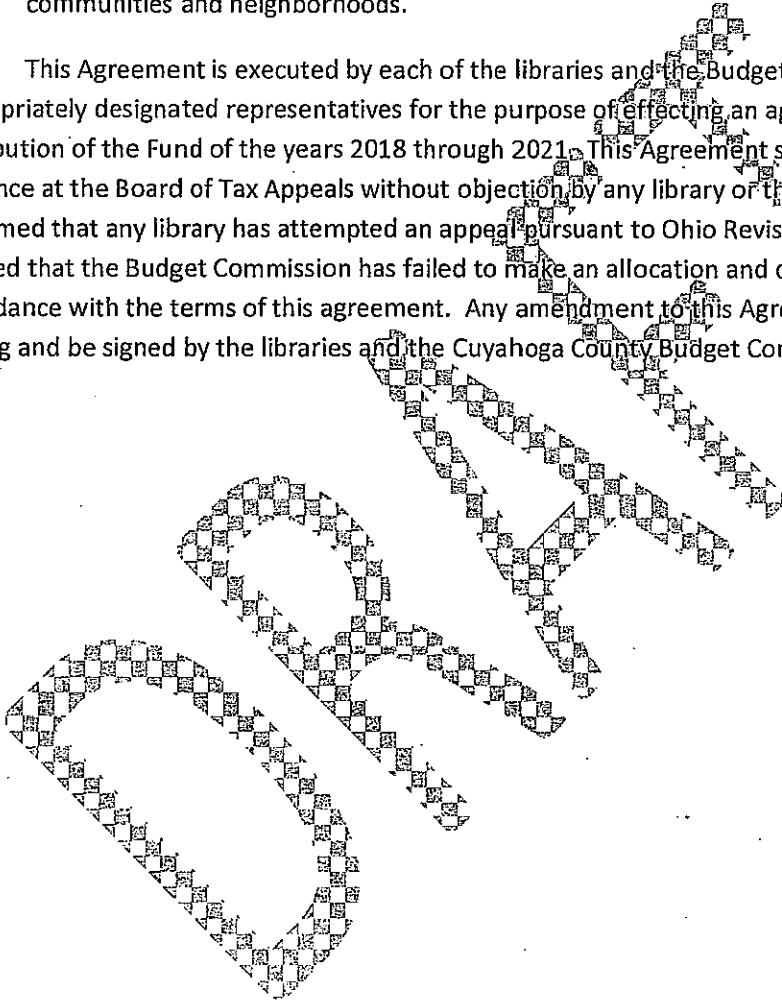 communities and neighborhoods.
This Agreement is executed by each of the libraries and the Budget
priately designated representatives for the purpose of effecting an ag
bution of the Fund of the years 2018 through 2021. This Agreement s
nce at the Board of Tax Appeals without objection by any library or th
med that any library has attempted an appeal pursuant to Ohio Revis
ed that the Budget Commission has failed to make an allocation and d
dance with the terms of this agreement. Any amendment to this Agre
g and be signed by the libraries and the Cuyahoga County Budget Con
DRA